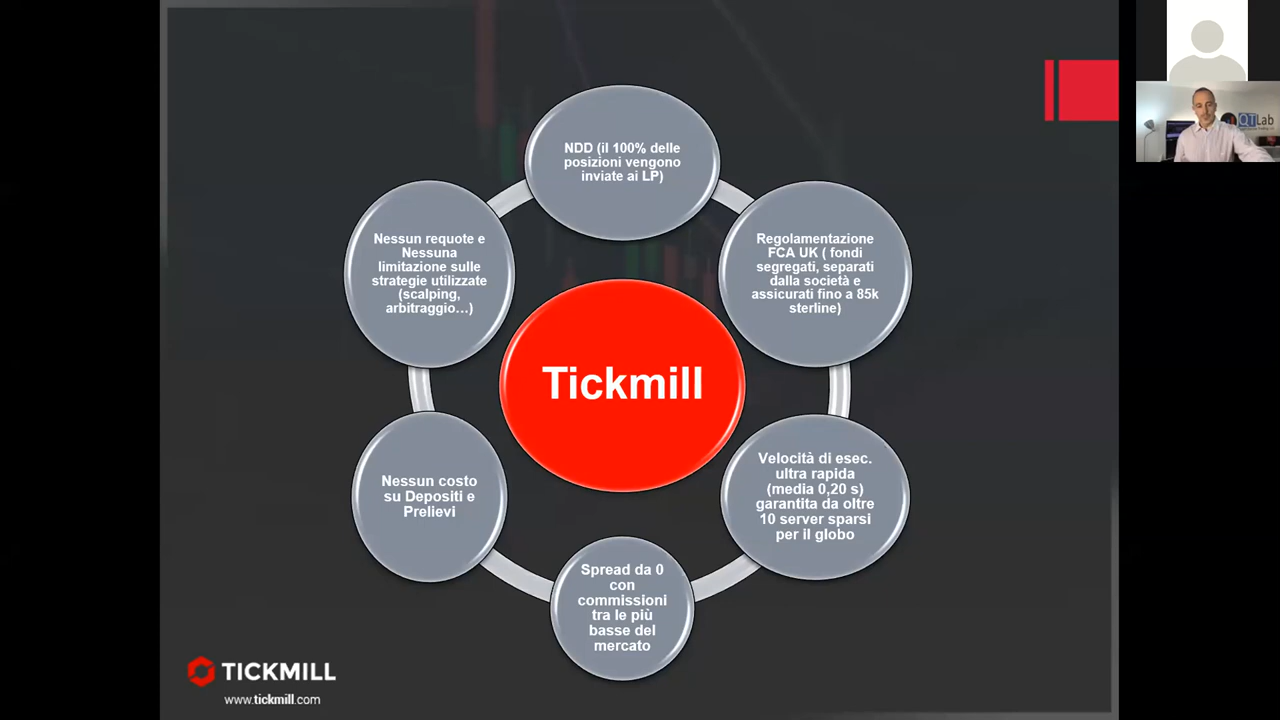 NDD (il 100% delle
posizioni vengono
inviate ai LP)
Regolamentazione
FCA UK ( fondi
segregati, separati
dalla società e
assicurati fino a 85k
sterline)
Velocità di esec.
ultra rapida
(media 0,20 s)
garantita da oltre
10 server sparsi
per il globo
Spread da 0
con
commissioni
tra le più
basse del
mercato
Nessun costo
su Depositi e
Prelievi
Nessun requote e
Nessuna
limitazione sulle
strategie utilizzate
(scalping,
arbitraggio...)
Tickmill
TICKMILL
www.tickmill.com
QTLab